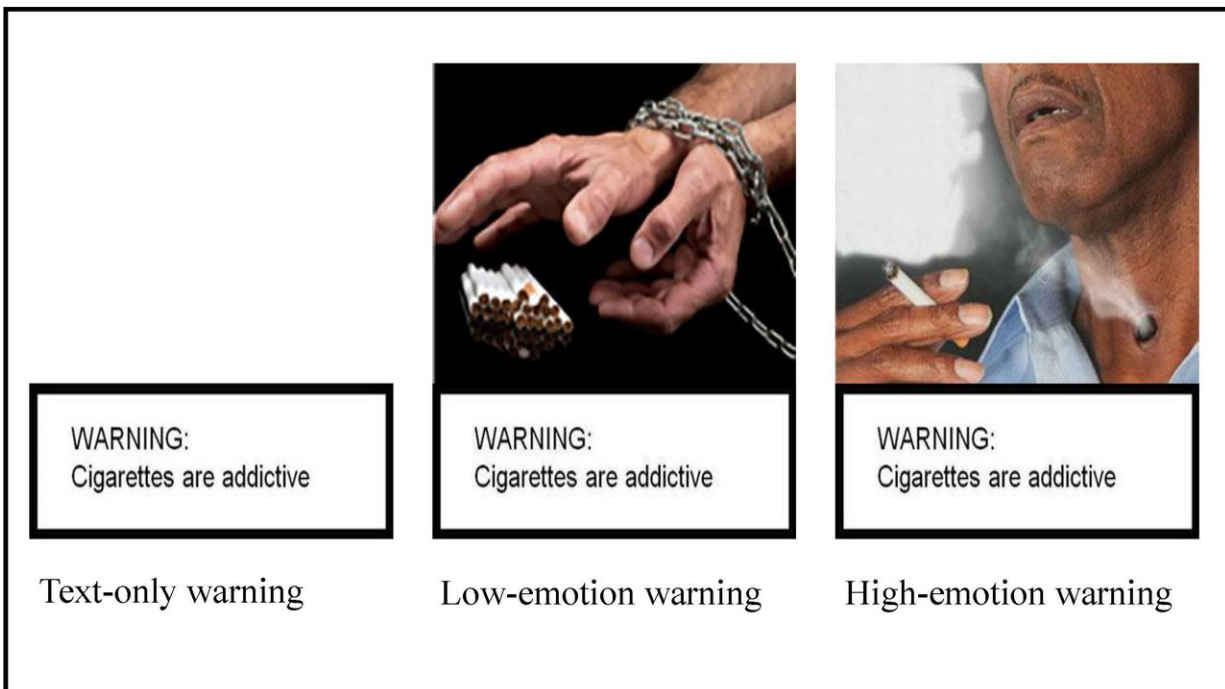 WARNING:
Cigarettes are addictive
Text-only warning
WARNING:
Cigarettes are addictive
Low-emotion warning
WARNING:
Cigarettes are addictive
High-emotion warning